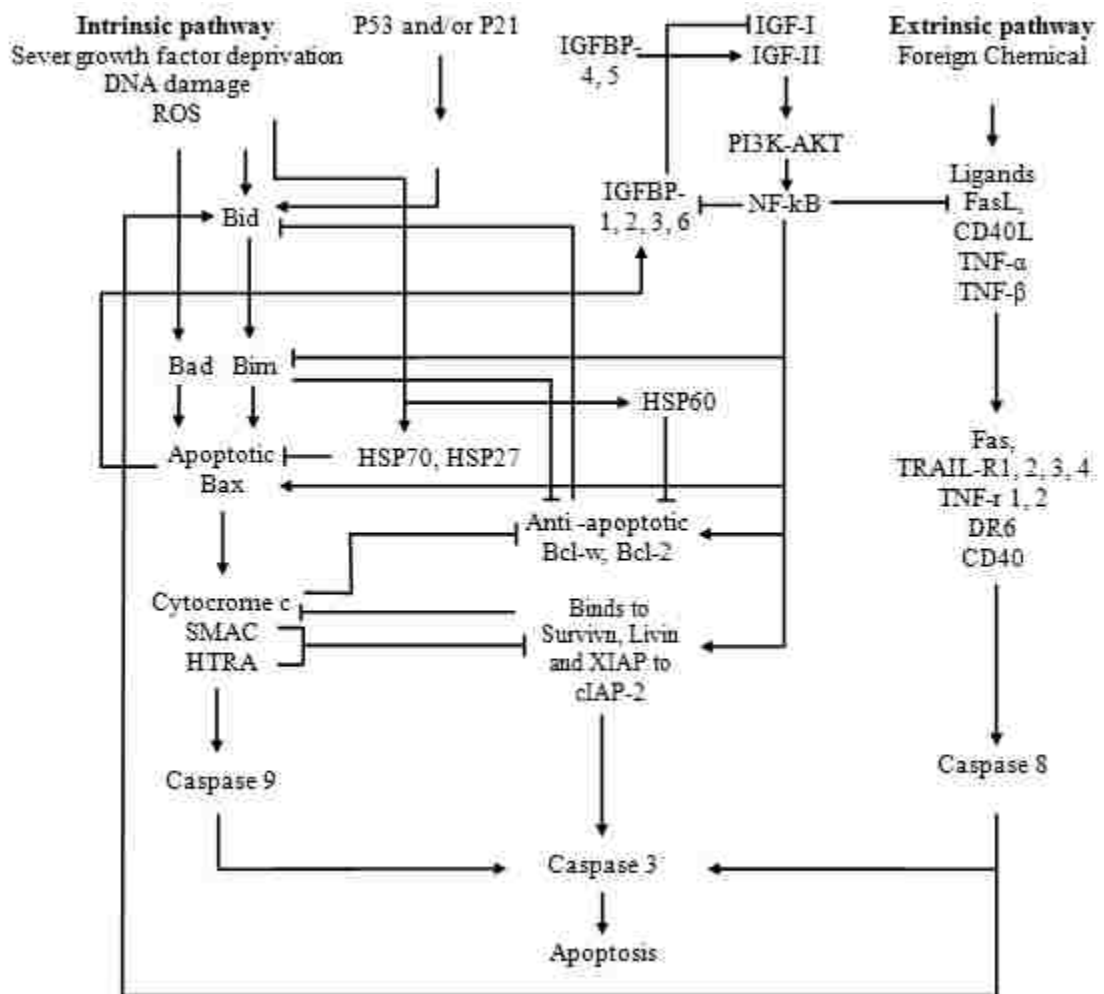 Intrinsic pathway
Sever growth factor deprivation
DNA damage
ROS
P53 and/or P21
IGFBP-
4, 5
IGF-I
IGF-II
Extrinsic pathway
Foreign Chemical
PI3K-AKT
NF-kB
IGFBP-
1, 2, 3, 6
Ligands
FasL,
CD40L
TNF-α
TNF-β
Bid
Bad Bim
HSP60
Apoptotic
Bax
HSP70, HSP27
Fas,
TRAIL-R1, 2, 3, 4
TNF-r 1, 2
DR6
CD40
Anti -apoptotic
Bcl-w, Bcl-2
Cytocrome c
SMAC
HTRA
Binds to
Survivn, Livin
and XIAP to
cIAP-2
Caspase 9
Caspase 8
Caspase 3
Apoptosis